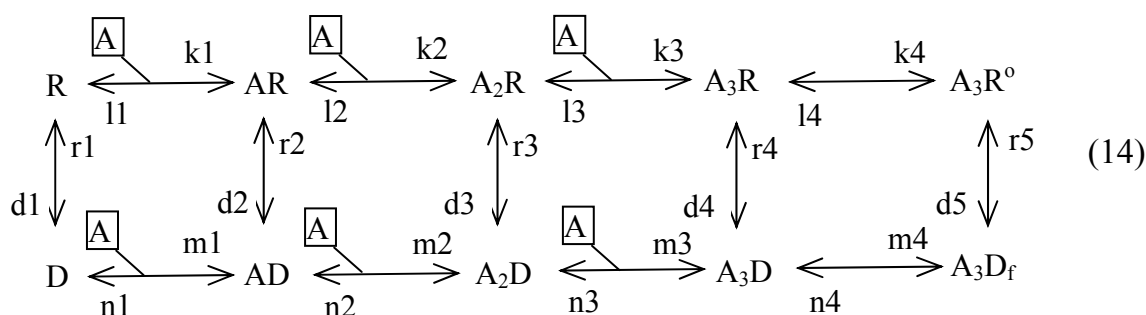 A A A
k1 k2 k3 k4
R AR A₂R A₃R A₃Rº
l1 l2 l3 l4
r1 r2 r3 r4 r5
(14)
d1 d2 d3 d4 d5
A A A
m1 m2 m3 m4
D AD A₂D A₃D A₃D_f
n1 n2 n3 n4